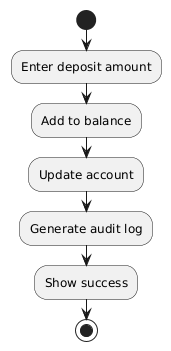 Enter deposit amount
Add to balance
Update account
Generate audit log
Show success